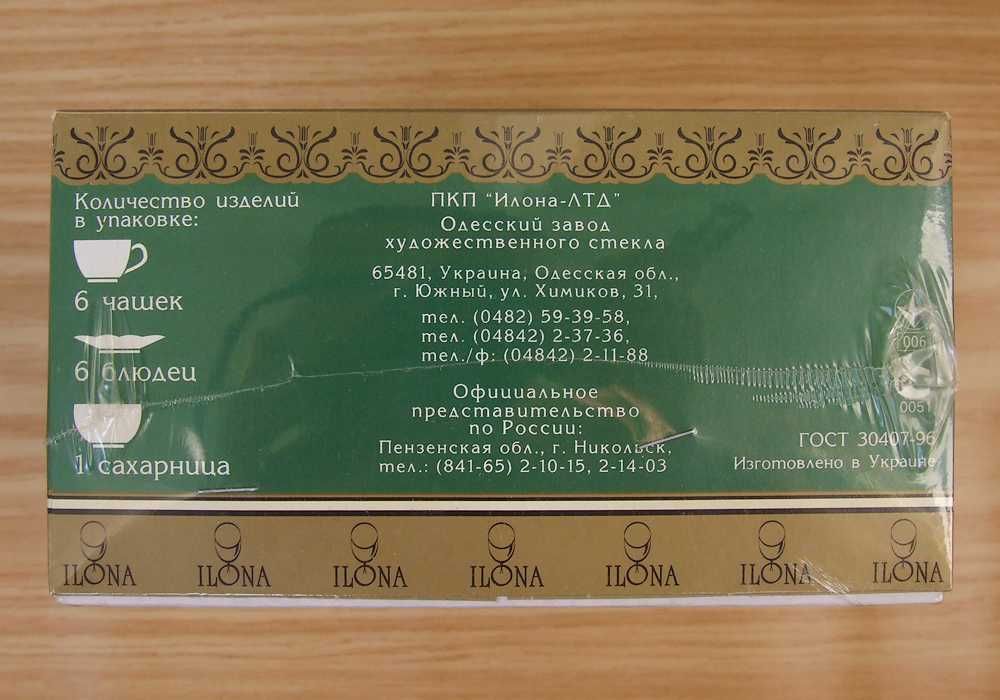 Количество изделий
в упаковке:
6 чашек
6 блюдец
1 сахарница
ПКП "Илона-ЛТД"
Одесский завод
художественного стекла
65481, Украина, Одесская обл.,
г. Южный, ул. Химиков, 31,
тел. (0482) 59-39-58,
тел. (04842) 2-37-36,
тел./ф: (04842) 2-11-88
Официальное
представительство
по России:
Пензенская обл., г. Никольск,
тел.: (841-65) 2-10-15, 2-14-03
006
0051
ГОСТ 30407-96
Изготовлено в Украине
ILONA ILONA ILONA ILONA ILONA ILONA ILONA